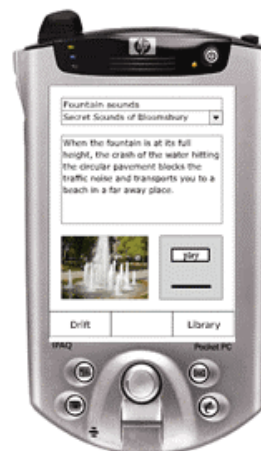 hp
Fountain sounds
Secret Sounds of Bloomsbury
When the fountain is at its full
height, the crash of the water hitting
the circular pavement blocks the
traffic noise and transports you to a
beach in a far away place.
play
Drift Library
iPAQ Pocket PC